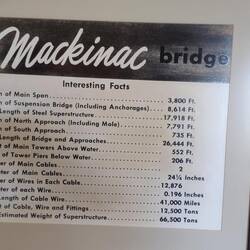 Mackinac bridge
Interesting Facts
of Main Span 3,800 Ft.
of Suspension Bridge (Including Anchorages) 8,614 Ft.
Length of Steel Superstructure 17,918 Ft.
of North Approach (Including Mole) 7,791 Ft.
of South Approach 735 Ft.
Length of Bridge and Approaches 26,444 Ft.
of Main Towers Above Water 552 Ft.
of Tower Piers Below Water 206 Ft.
of Main Cables 2
of Cables 24½ Inches
of Wires in Each Cable 12,876
of each Wire 0.196 Inches
Length of Cable Wire 41,000 Miles
of Cable, Wire and Fittings 12,500 Tons
Estimated Weight of Superstructure 66,500 Tons